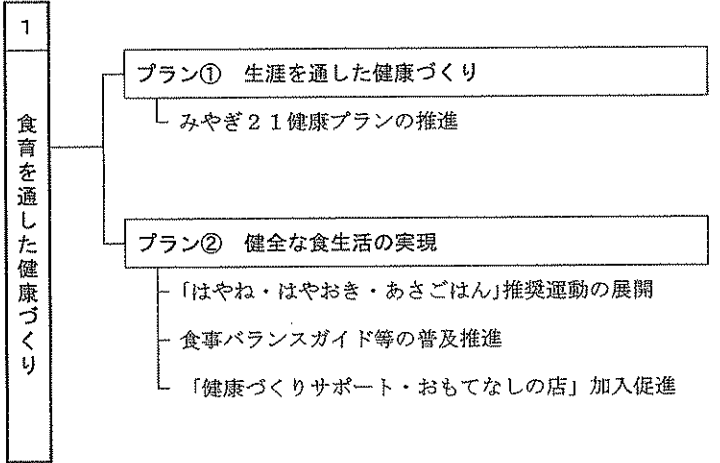 1
食育を通した健康づくり
プラン①　生涯を通した健康づくり
みやぎ２１健康プランの推進
プラン②　健全な食生活の実現
「はやね・はやおき・あさごはん」推奨運動の展開
食事バランスガイド等の普及推進
「健康づくりサポート・おもてなしの店」加入促進